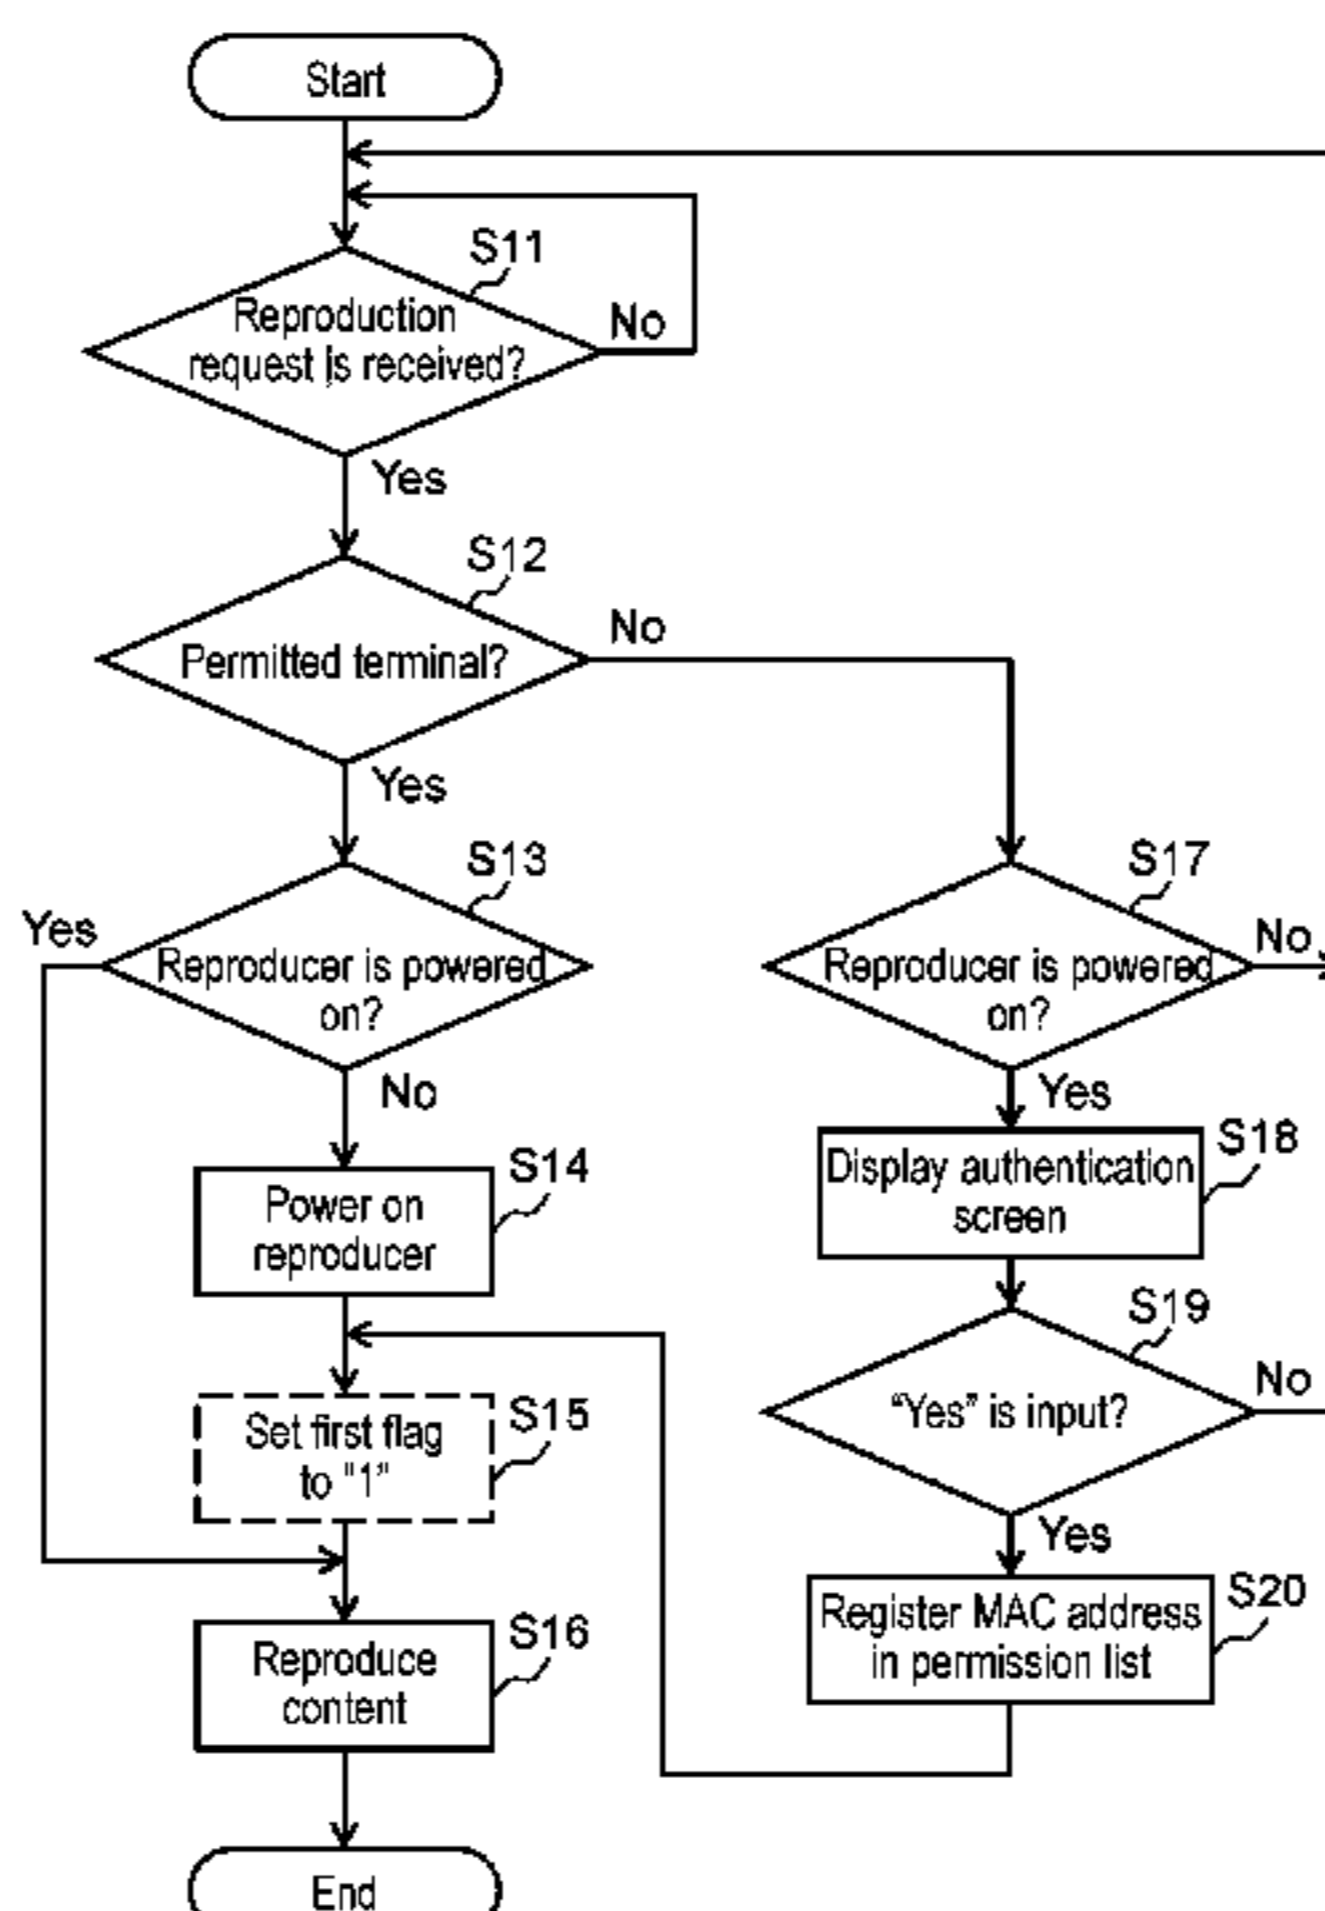 Start
S11
Reproduction
request is received?
No
Yes
S12
Permitted terminal?
No
Yes
S13
Yes
Reproducer is powered
on?
No
S14
Power on
reproducer
S15
Set first flag
to "1"
S16
Reproduce
content
End
S17
Reproducer is powered
on?
No
Yes
S18
Display authentication
screen
S19
“Yes” is input?
No
Yes
S20
Register MAC address
in permission list